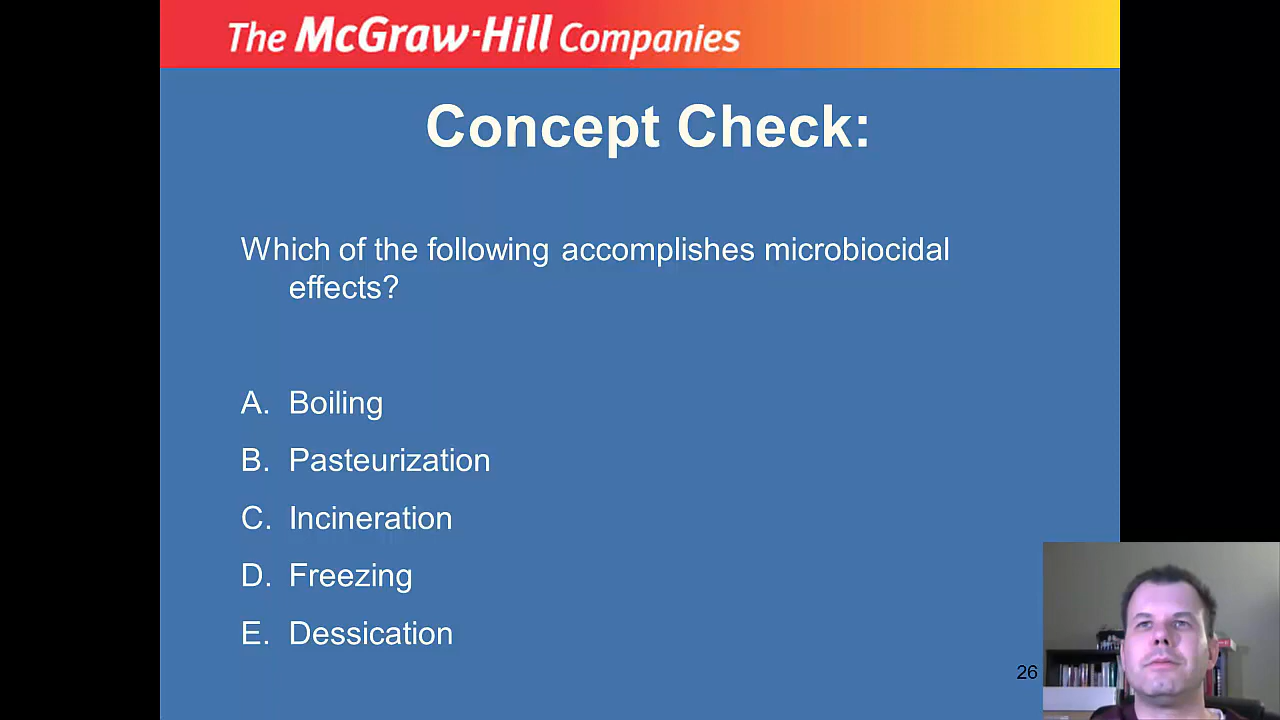 The McGraw-Hill Companies
Concept Check:
Which of the following accomplishes microbiocidal
effects?
A. Boiling
B. Pasteurization
C. Incineration
D. Freezing
E. Dessication
26